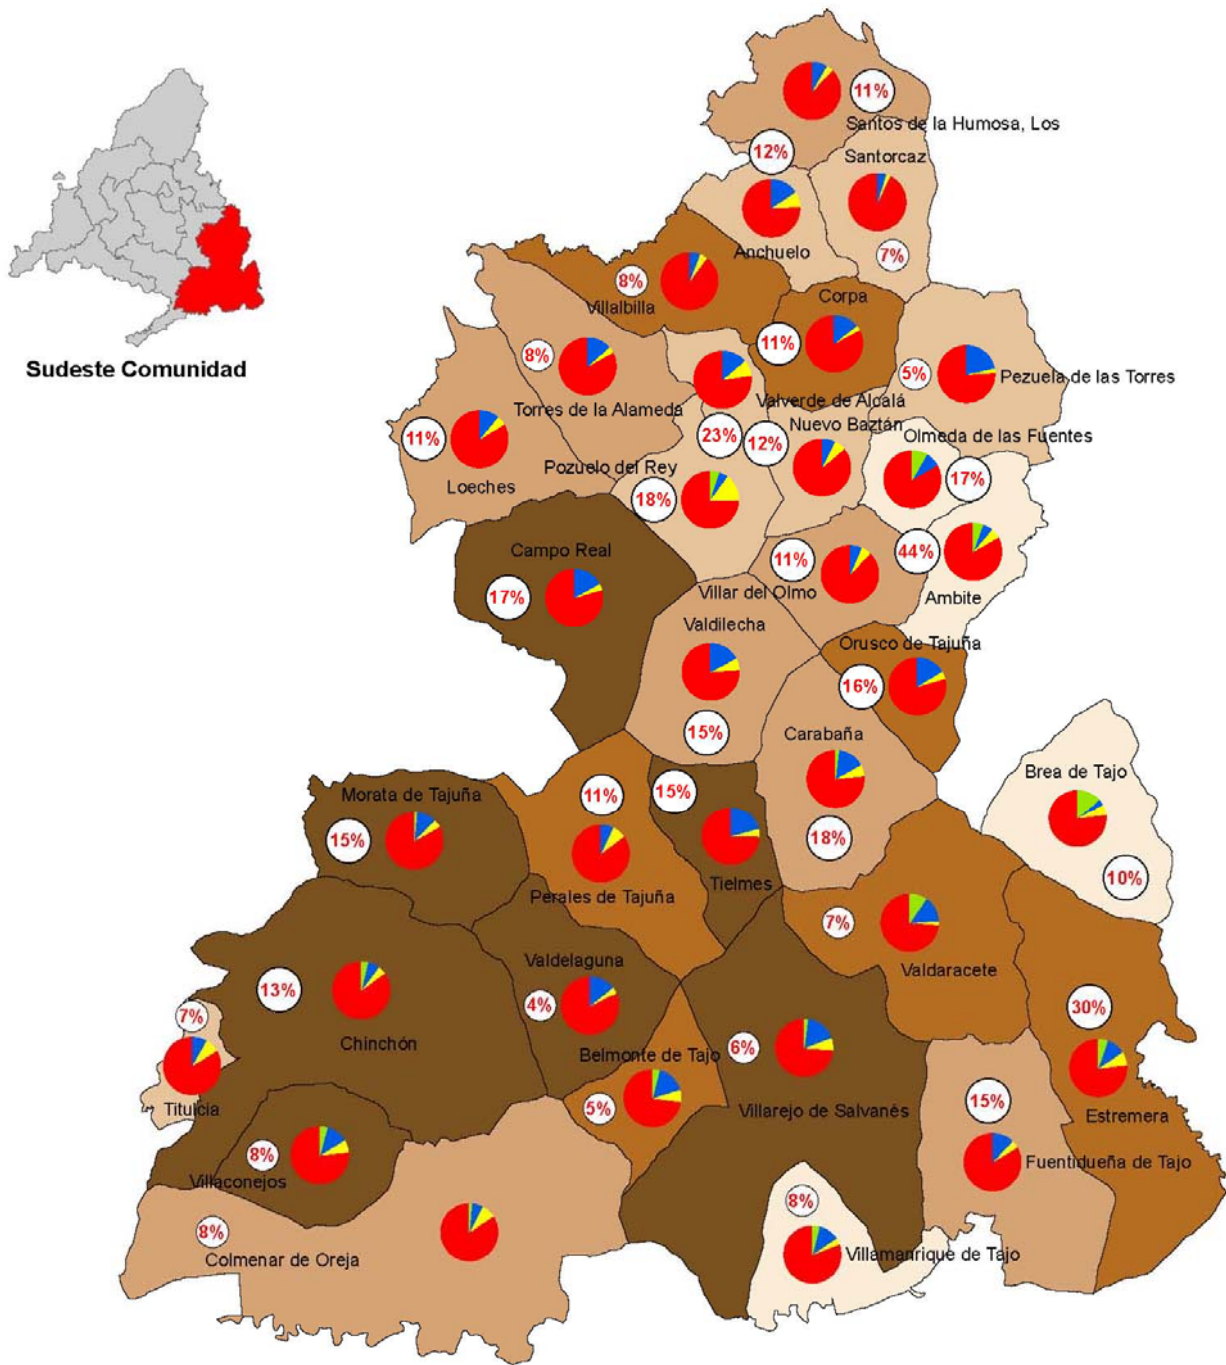 11%
Santos de la Humosa, Los
12%
Santorcaz
Anchuelo
7%
8%
Villalbilla
Corpa
11%
Sudeste Comunidad
8%
Torres de la Alameda
5%
Pezuela de las Torres
Valverde de Alcalá
11%
Loeches
23%
12%
Nuevo Baztán
Olmeda de las Fuentes
Pozuelo del Rey
18%
17%
Campo Real
17%
11%
Villar del Olmo
44%
Ambite
Valdilecha
15%
Orusco de Tajuña
16%
Carabaña
18%
Brea de Tajo
10%
Morata de Tajuña
15%
11%
Perales de Tajuña
15%
Tielmes
7%
Valdaracete
13%
Chinchón
Valdelaguna
4%
7%
Titulcia
Belmonte de Tajo
5%
6%
Villarejo de Salvanés
30%
Estremera
15%
Fuentidueña de Tajo
8%
Villaconejos
8%
Colmenar de Oreja
8%
Villamanrique de Tajo